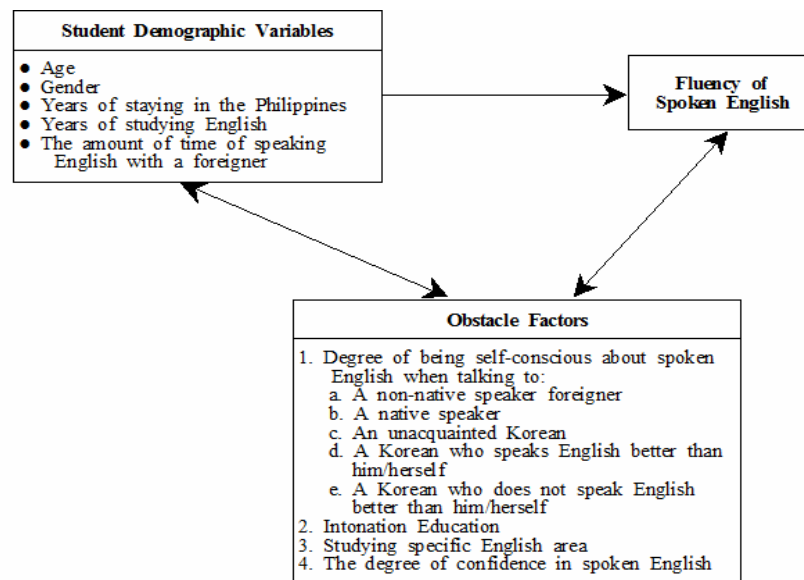 Student Demographic Variables
● Age
● Gender
● Years of staying in the Philippines
● Years of studying English
● The amount of time of speaking
English with a foreigner
Fluency of
Spoken English
Obstacle Factors
1. Degree of being self-conscious about spoken
English when talking to:
a. A non-native speaker foreigner
b. A native speaker
c. An unacquainted Korean
d. A Korean who speaks English better than
him/herself
e. A Korean who does not speak English
better than him/herself
2. Intonation Education
3. Studying specific English area
4. The degree of confidence in spoken English